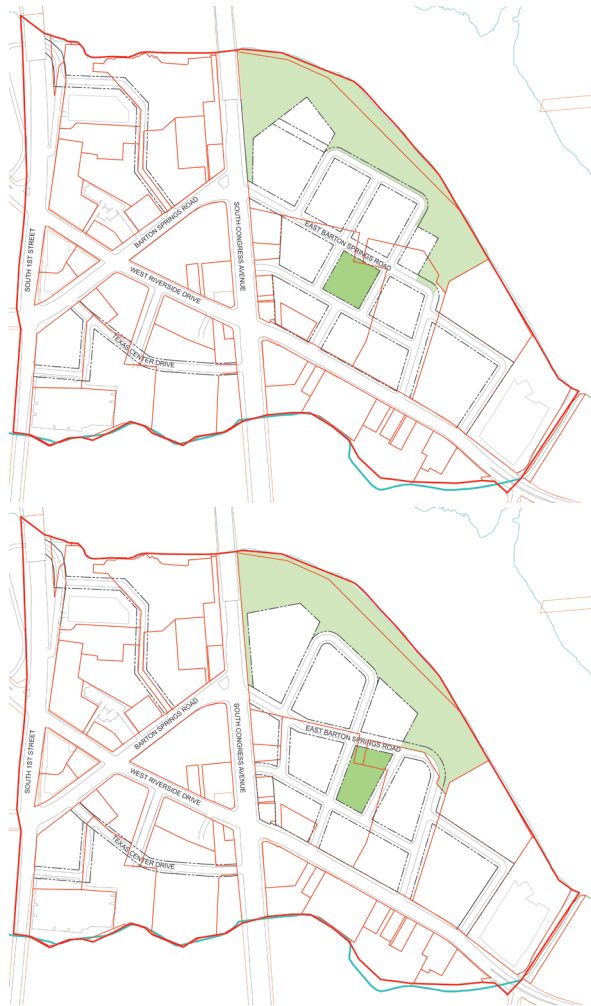 SOUTH 1ST STREET
BARTON SPRINGS ROAD
SOUTH CONGRESS AVENUE
EAST BARTON SPRINGS ROAD
WEST RIVERSIDE DRIVE
TEXAS CENTER DRIVE
SOUTH 1ST STREET
BARTON SPRINGS ROAD
SOUTH CONGRESS AVENUE
EAST BARTON SPRINGS ROAD
WEST RIVERSIDE DRIVE
TEXAS CENTER DRIVE